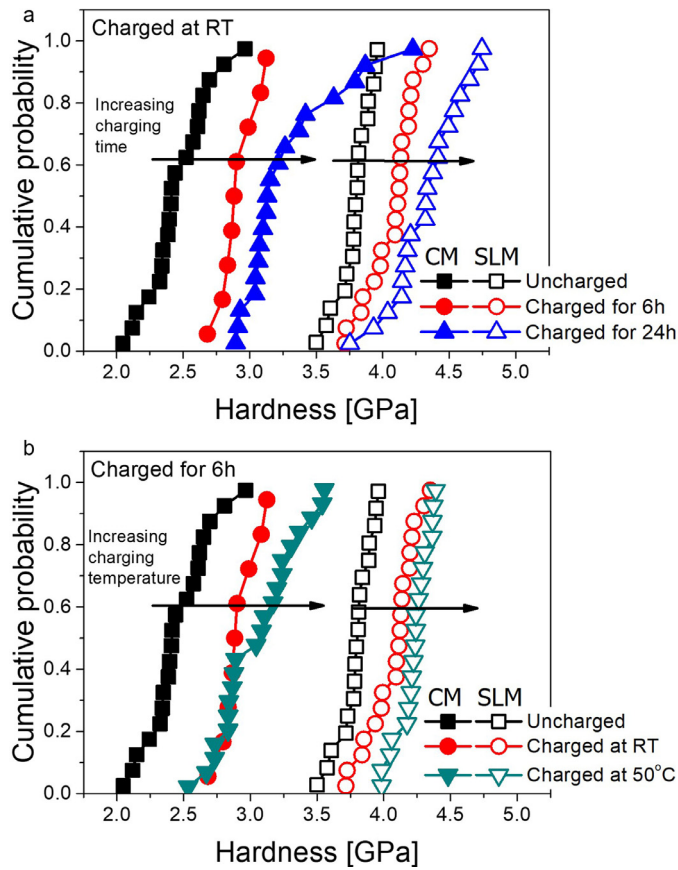 a
Charged at RT
Increasing
charging
time
Cumulative probability
1.0
0.8
0.6
0.4
0.2
0.0
CM SLM
Uncharged
Charged for 6h
Charged for 24h
2.0 2.5 3.0 3.5 4.0 4.5 5.0
Hardness [GPa]
b
Charged for 6h
Increasing
charging
temperature
Cumulative probability
1.0
0.8
0.6
0.4
0.2
0.0
CM SLM
Uncharged
Charged at RT
Charged at 50°C
2.0 2.5 3.0 3.5 4.0 4.5 5.0
Hardness [GPa]